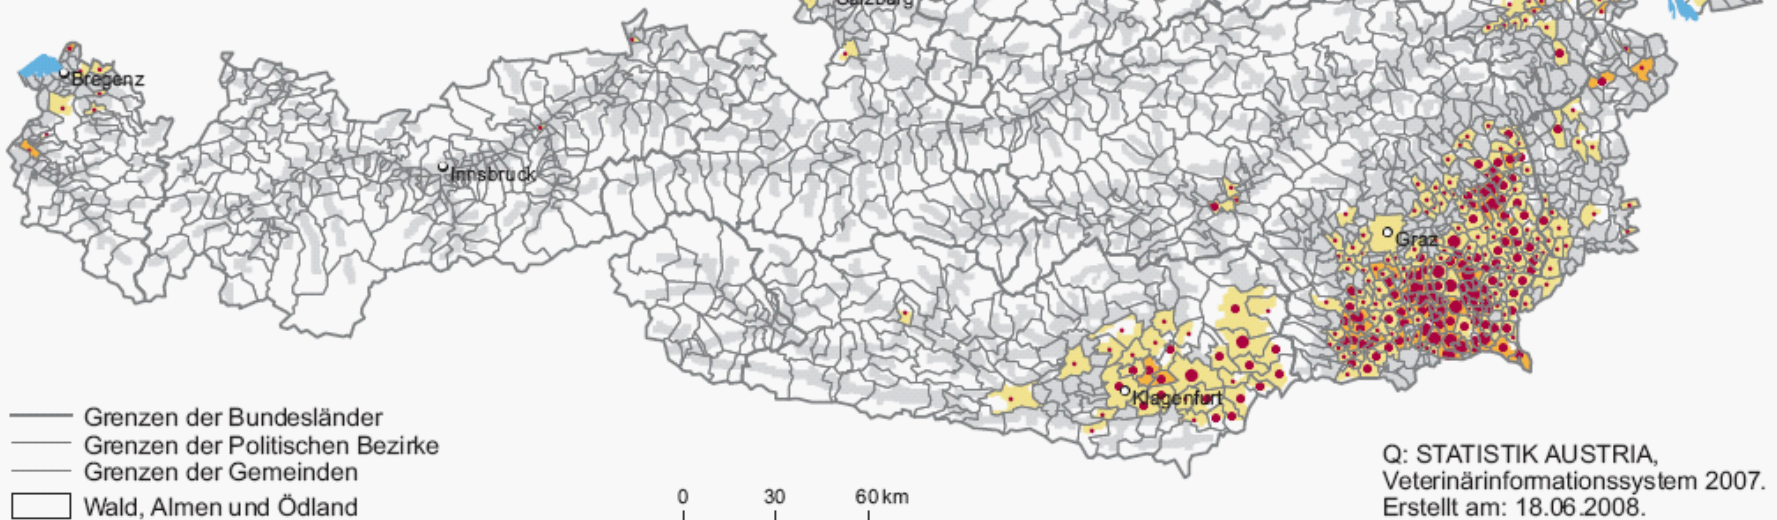 Salzburg
Bregenz
Innsbruck
Graz
Klagenfurt
Grenzen der Bundesländer
Grenzen der Politischen Bezirke
Grenzen der Gemeinden
Wald, Almen und Ödland
0 30 60 km
Q: STATISTIK AUSTRIA,
Veterinärinformationssystem 2007.
Erstellt am: 18.06.2008.